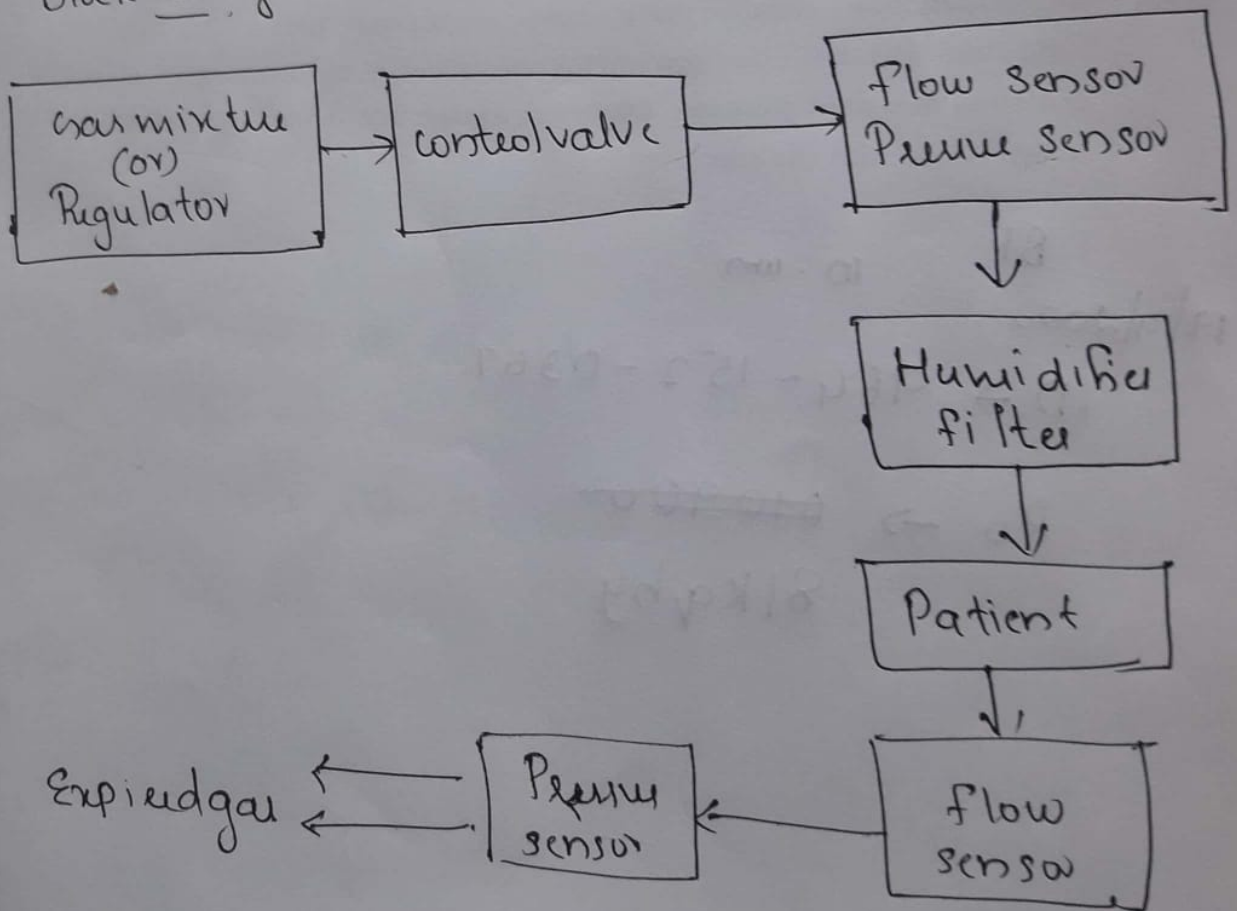 Gas mixture
(or)
Regulator
control valve
flow sensor
Pressure sensor
Humidifier
filter
Patient
flow
sensor
Pressure
sensor
Expired gas